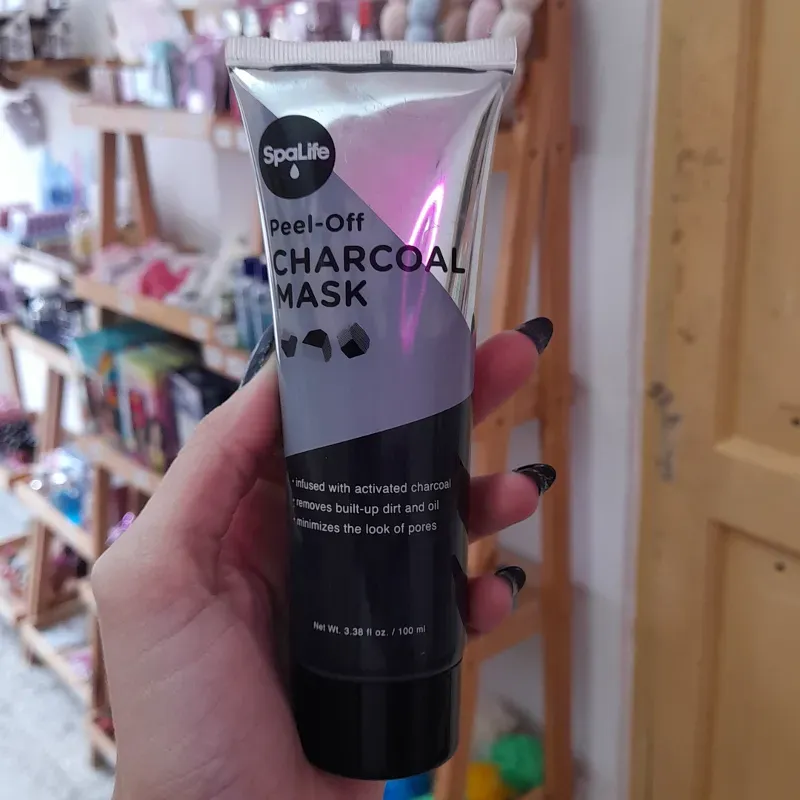 SpaLife
Peel-Off
CHARCOAL
MASK
· infused with activated charcoal
· removes built-up dirt and oil
· minimizes the look of pores
Net Wt. 3.38 fl oz. / 100 ml